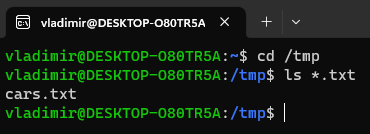 vladimir@DESKTOP-O80TR5A
vladimir@DESKTOP-O80TR5A:~$ cd /tmp
vladimir@DESKTOP-O80TR5A:/tmp$ ls *.txt
cars.txt
vladimir@DESKTOP-O80TR5A:/tmp$